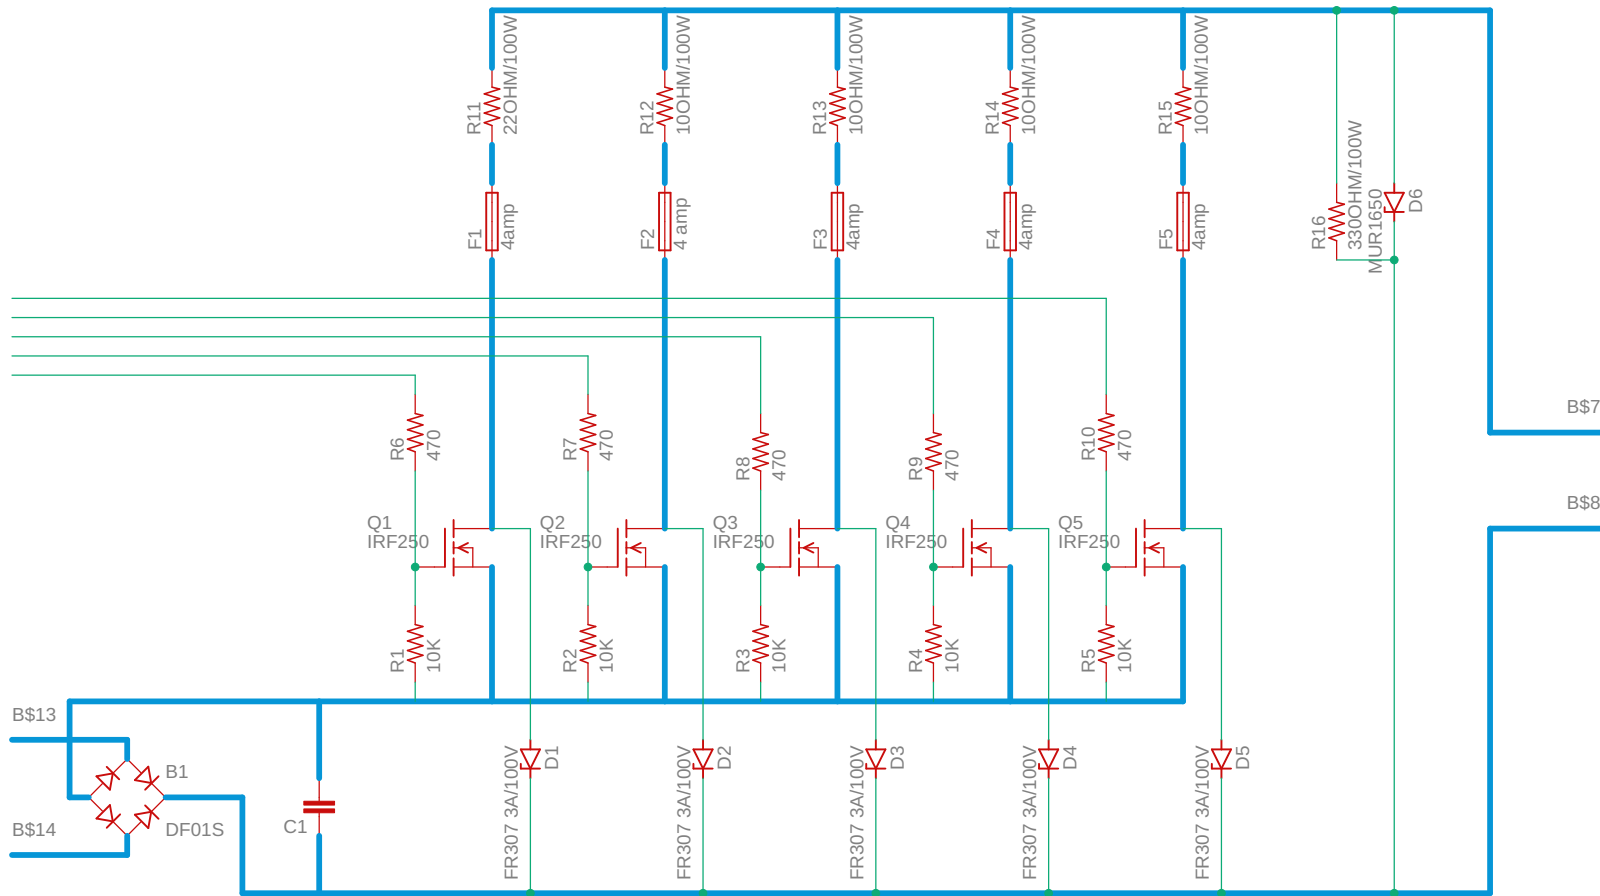 R11
22OHM/100W
R12
10OHM/100W
R13
10OHM/100W
R14
10OHM/100W
R15
10OHM/100W
R16
330OHM/100W
MUR1650
D6
F1
4amp
F2
4 amp
F3
4amp
F4
4amp
F5
4amp
B$7
B$8
R6
470
R7
470
R8
470
R9
470
R10
470
Q1
IRF250
Q2
IRF250
Q3
IRF250
Q4
IRF250
Q5
IRF250
R1
10K
R2
10K
R3
10K
R4
10K
R5
10K
B$13
B1
B$14
DF01S
C1
FR307 3A/100V
D1
FR307 3A/100V
D2
FR307 3A/100V
D3
FR307 3A/100V
D4
FR307 3A/100V
D5